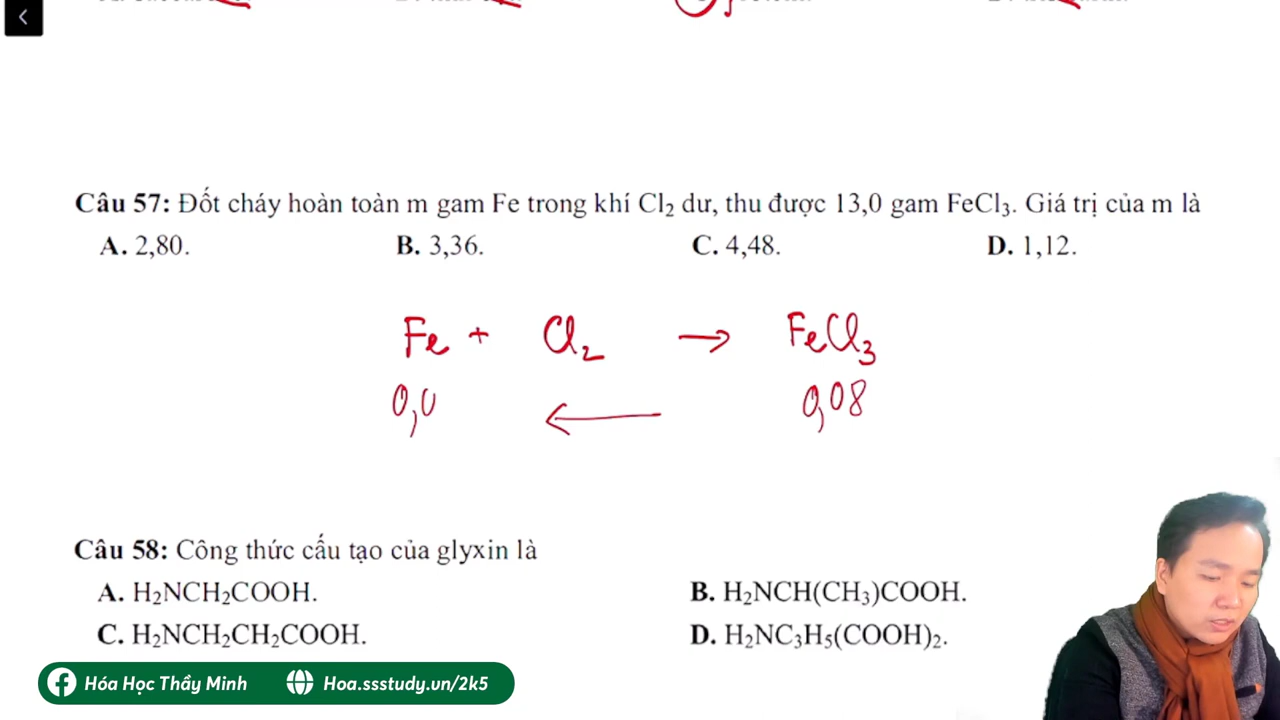 Câu 57: Đốt cháy hoàn toàn m gam Fe trong khí Cl₂ dư, thu được 13,0 gam FeCl₃. Giá trị của m là
A. 2,80. B. 3,36. C. 4,48. D. 1,12.
Fe + Cl₂ → FeCl₃
0,0 ← 0,08
Câu 58: Công thức cấu tạo của glyxin là
A. H₂NCH₂COOH. B. H₂NCH(CH₃)COOH.
C. H₂NCH₂CH₂COOH. D. H₂NC₃H₅(COOH)₂.
Hóa Học Thầy Minh Hoa.ssstudy.vn/2k5